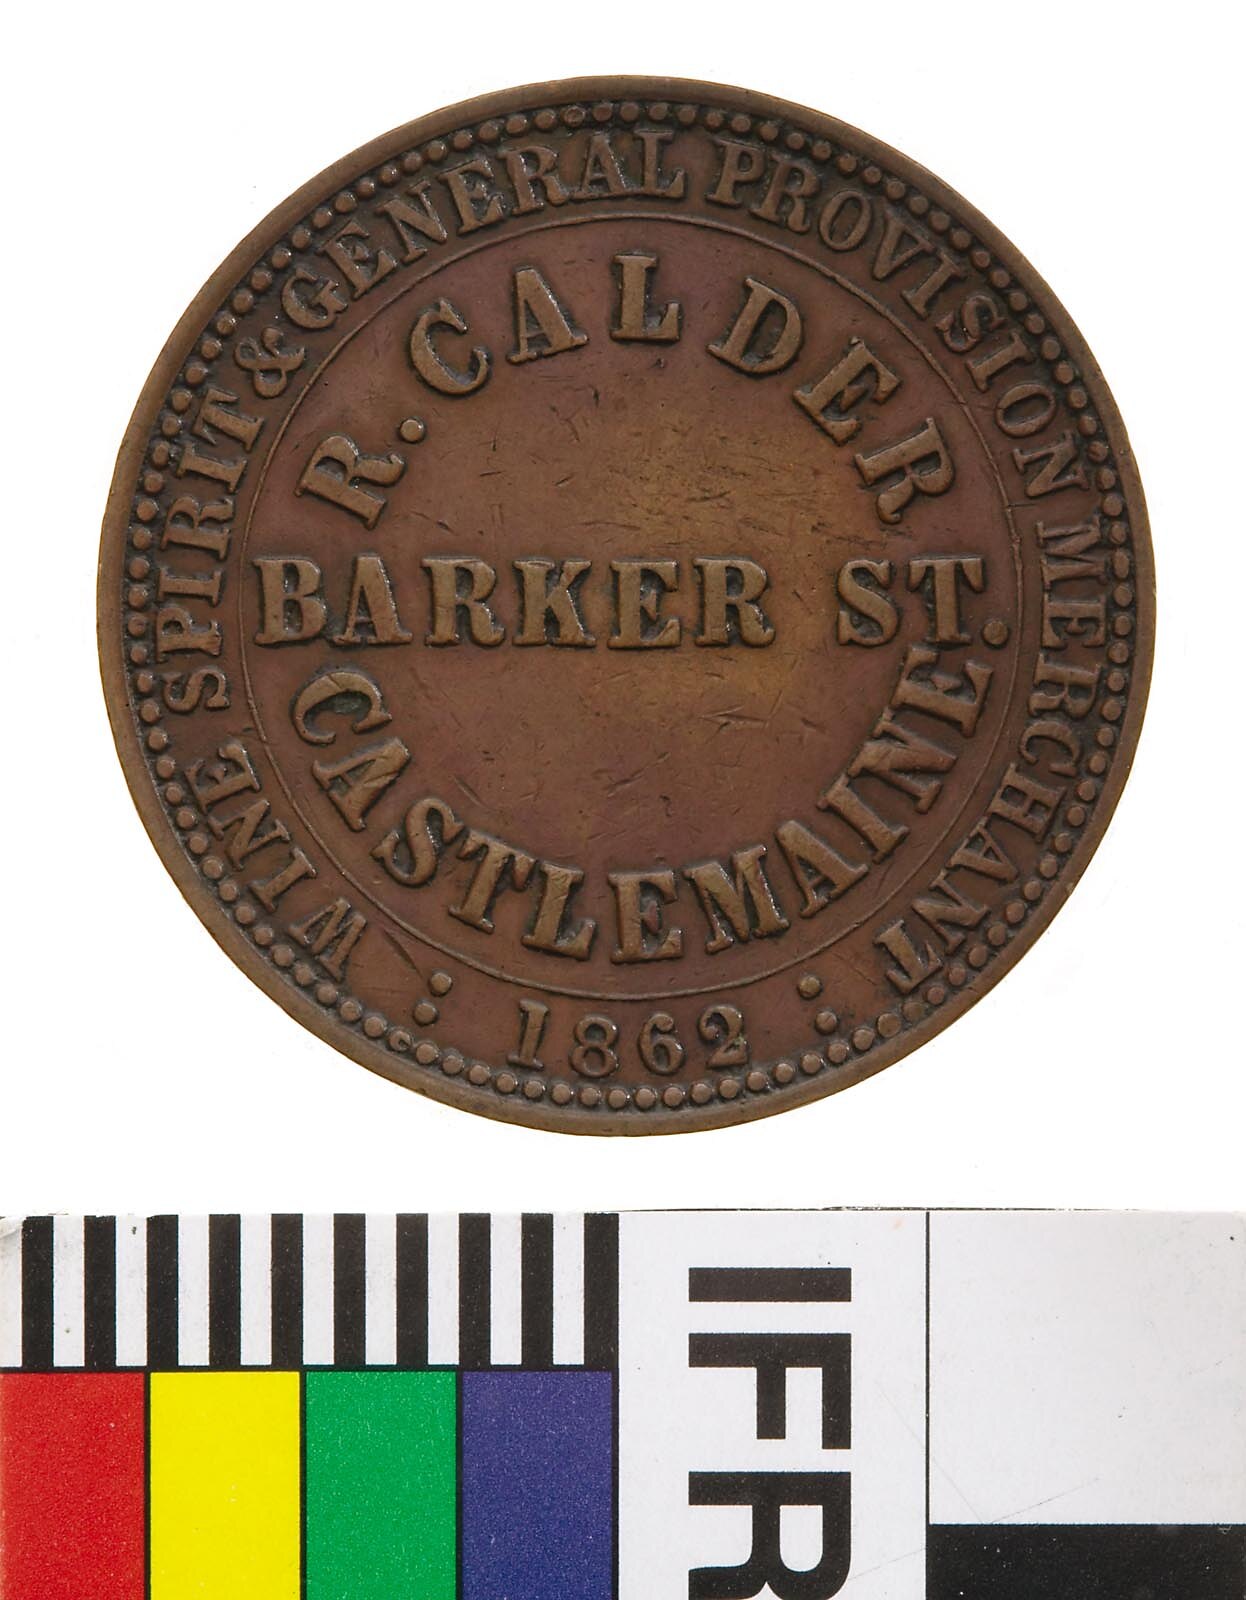 WINE SPIRIT & GENERAL PROVISION MERCHANT
R. CALDER
BARKER ST.
CASTLEMAINE
: 1862 :
IFR